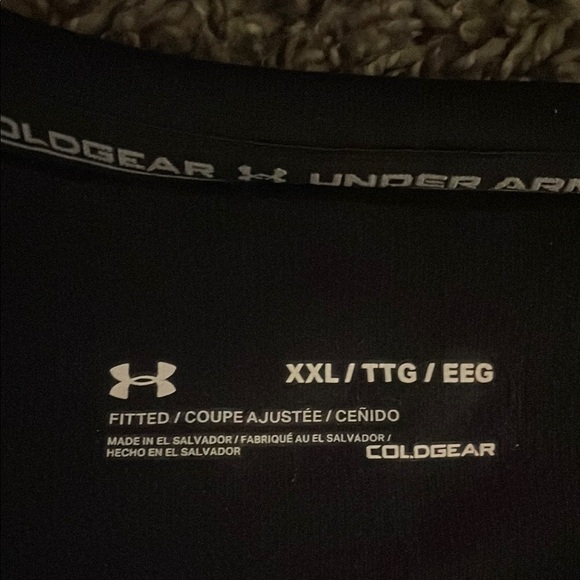 OLDGEAR UNDER ARM
XXL / TTG / EEG
FITTED / COUPE AJUSTÉE / CEÑIDO
MADE IN EL SALVADOR / FABRIQUÉ AU EL SALVADOR /
HECHO EN EL SALVADOR
COLDGEAR